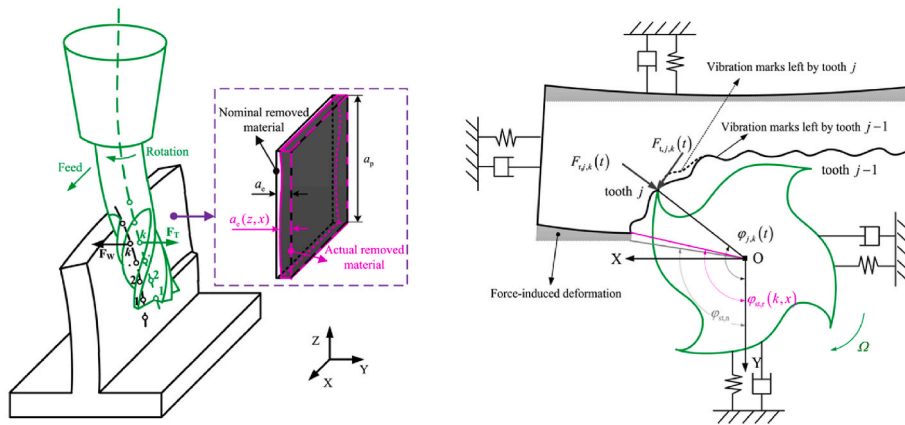 Feed
Rotation
F_W
F_T
k
k
2
2
1
1
Nominal removed
material
a_p
a_e
a_e(z,x)
Actual removed
material
Z
Y
X
Vibration marks left by tooth j
Vibration marks left by tooth j−1
F_{t,j,k}(t)
F_{r,j,k}(t)
tooth j
tooth j−1
φ_{j,k}(t)
X
O
Force-induced deformation
φ_{st,r}(k,x)
φ_{st,n}
Y
Ω